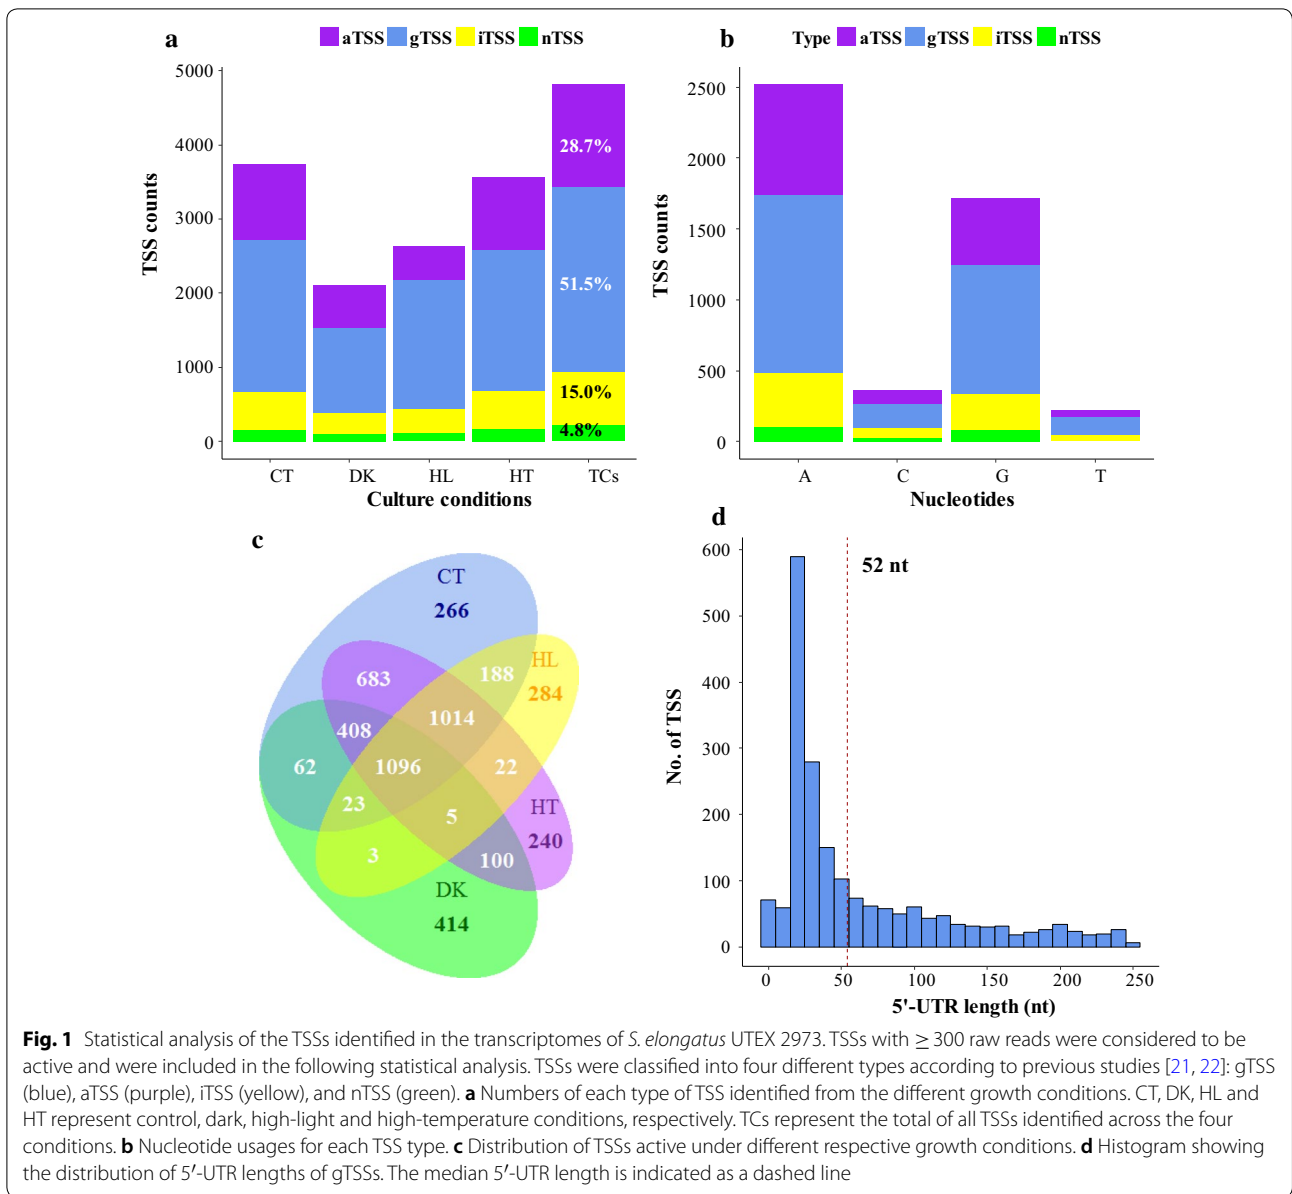 a
aTSS gTSS iTSS nTSS
5000
4000
3000
2000
1000
0
TSS counts
28.7%
51.5%
15.0%
4.8%
CT DK HL HT TCs
Culture conditions
b
Type aTSS gTSS iTSS nTSS
2500
2000
1500
1000
500
0
TSS counts
A C G T
Nucleotides
c
CT
266
HL
284
188
683
1014
408
1096
22
62
23
5
HT
240
3
100
DK
414
d
52 nt
600
500
400
300
200
100
0
No. of TSS
0 50 100 150 200 250
5'-UTR length (nt)
Fig. 1 Statistical analysis of the TSSs identified in the transcriptomes of S. elongatus UTEX 2973. TSSs with ≥ 300 raw reads were considered to be
active and were included in the following statistical analysis. TSSs were classified into four different types according to previous studies [21, 22]: gTSS
(blue), aTSS (purple), iTSS (yellow), and nTSS (green). a Numbers of each type of TSS identified from the different growth conditions. CT, DK, HL and
HT represent control, dark, high-light and high-temperature conditions, respectively. TCs represent the total of all TSSs identified across the four
conditions. b Nucleotide usages for each TSS type. c Distribution of TSSs active under different respective growth conditions. d Histogram showing
the distribution of 5′-UTR lengths of gTSSs. The median 5′-UTR length is indicated as a dashed line